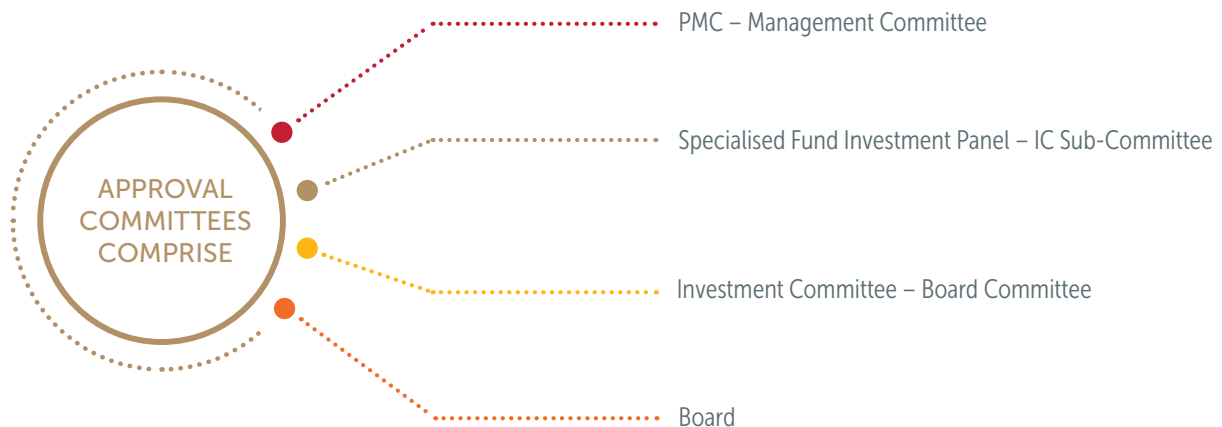 APPROVAL
COMMITTEES
COMPRISE
PMC – Management Committee
Specialised Fund Investment Panel – IC Sub-Committee
Investment Committee – Board Committee
Board